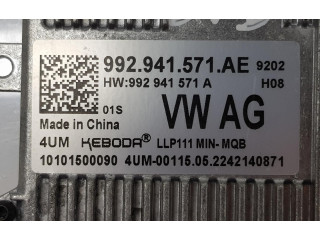 992.941.571.AE 9202
HW:992 941 571 A H08
01S
VW AG
Made in China
4UM KEBODA® LLP111 MIN-MQB
10101500090 4UM-00115.05.2242140871